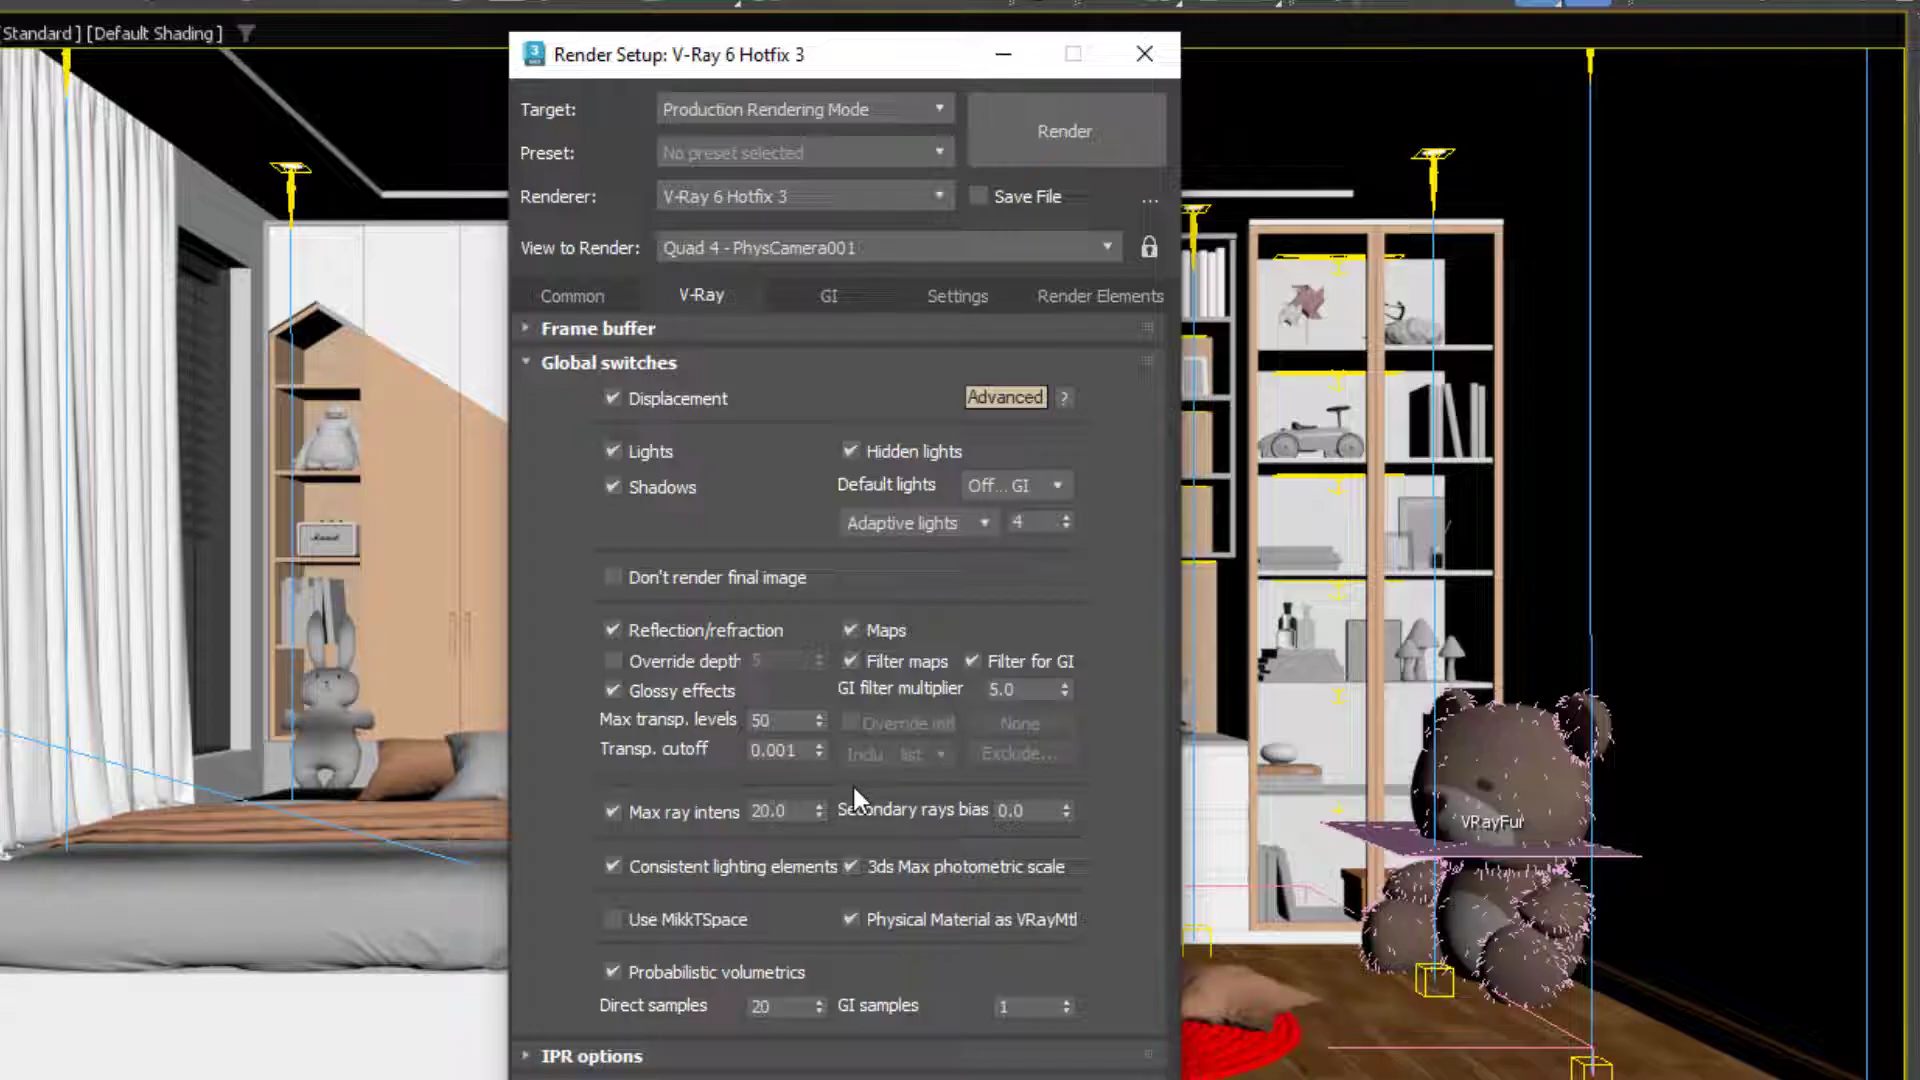 Standard ] [Default Shading ]
Render Setup: V-Ray 6 Hotfix 3
Target:
Production Rendering Mode
Render
Preset:
No preset selected
Renderer:
V-Ray 6 Hotfix 3
Save File
...
View to Render:
Quad 4 - PhysCamera001
Common
V-Ray
GI
Settings
Render Elements
Frame buffer
Global switches
Displacement
Advanced
?
Lights
Hidden lights
Shadows
Default lights
Off... GI
Adaptive lights
4
Don't render final image
Reflection/refraction
Maps
Override depth
5
Filter maps
Filter for GI
Glossy effects
GI filter multiplier
5.0
Max transp. levels
50
Override mtl
None
Transp. cutoff
0.001
Inclu
list
Exclude...
Max ray intens
20.0
Secondary rays bias
0.0
Consistent lighting elements
3ds Max photometric scale
Use MikkTSpace
Physical Material as VRayMtl
Probabilistic volumetrics
Direct samples
20
GI samples
1
IPR options
VRayFur